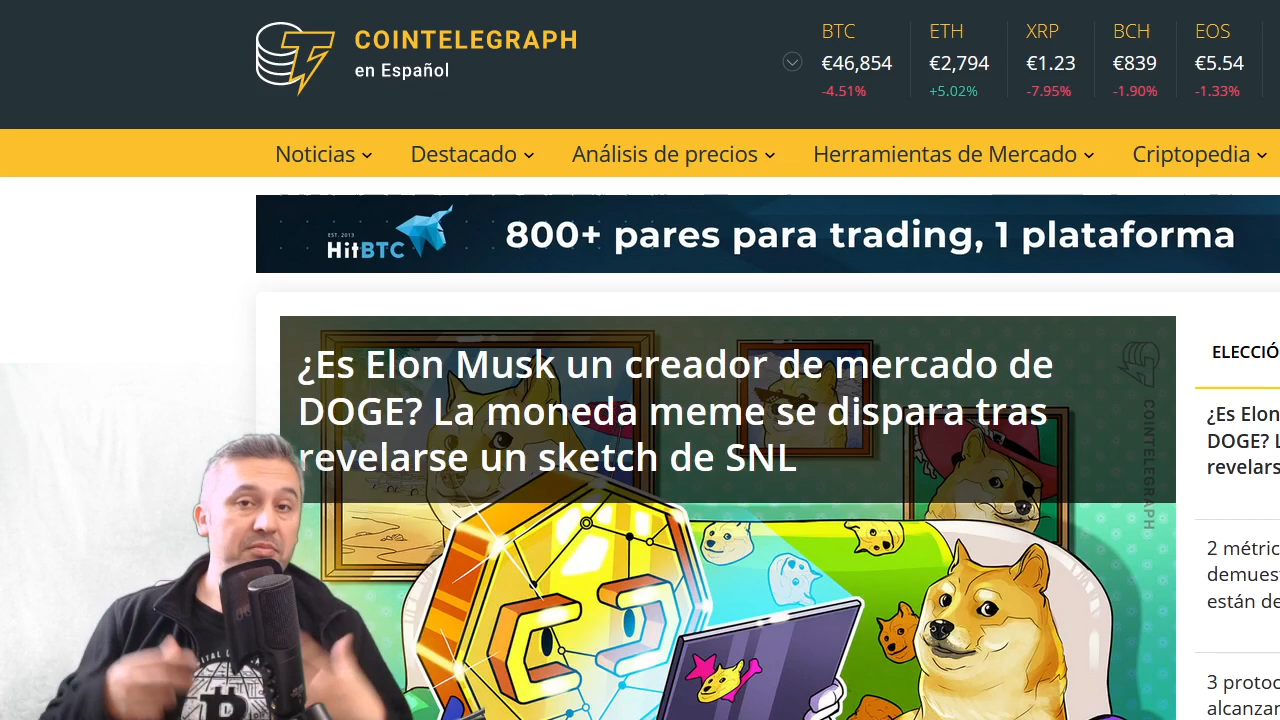 COINTELEGRAPH
en Español
BTC ETH XRP BCH EOS
€46,854 €2,794 €1.23 €839 €5.54
-4.51% +5.02% -7.95% -1.90% -1.33%
Noticias Destacado Análisis de precios Herramientas de Mercado Criptopedia
EST. 2013
HitBTC
800+ pares para trading, 1 plataforma
¿Es Elon Musk un creador de mercado de
DOGE? La moneda meme se dispara tras
revelarse un sketch de SNL
COINTELEGRAPH
ELECCIÓ
¿Es Elon
DOGE? L
revelars
2 métric
demues
están de
3 protoc
alcanzar